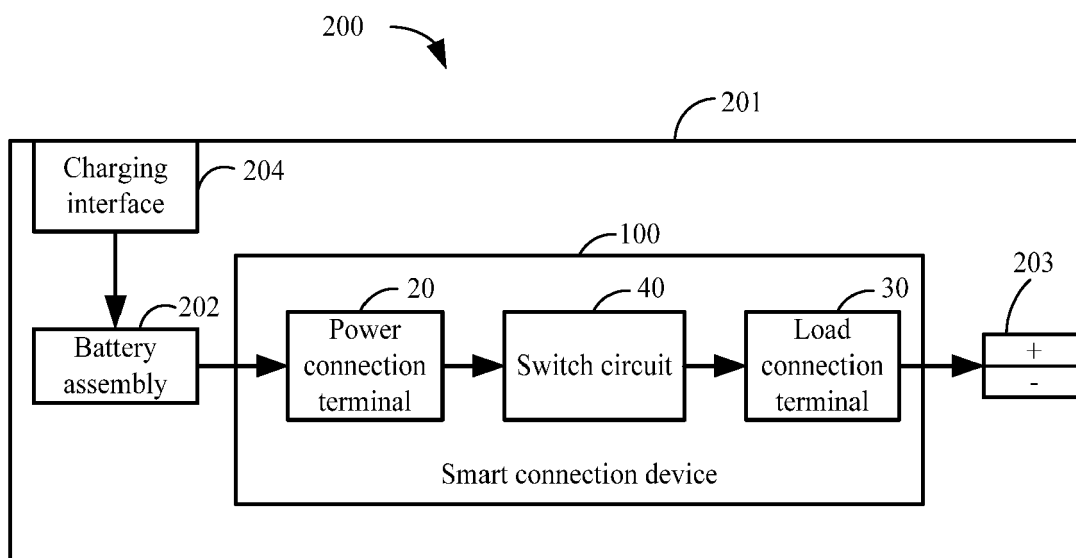 200
201
Charging
interface
204
100
202
20
40
30
203
Battery
assembly
Power
connection
terminal
Switch circuit
Load
connection
terminal
+
-
Smart connection device